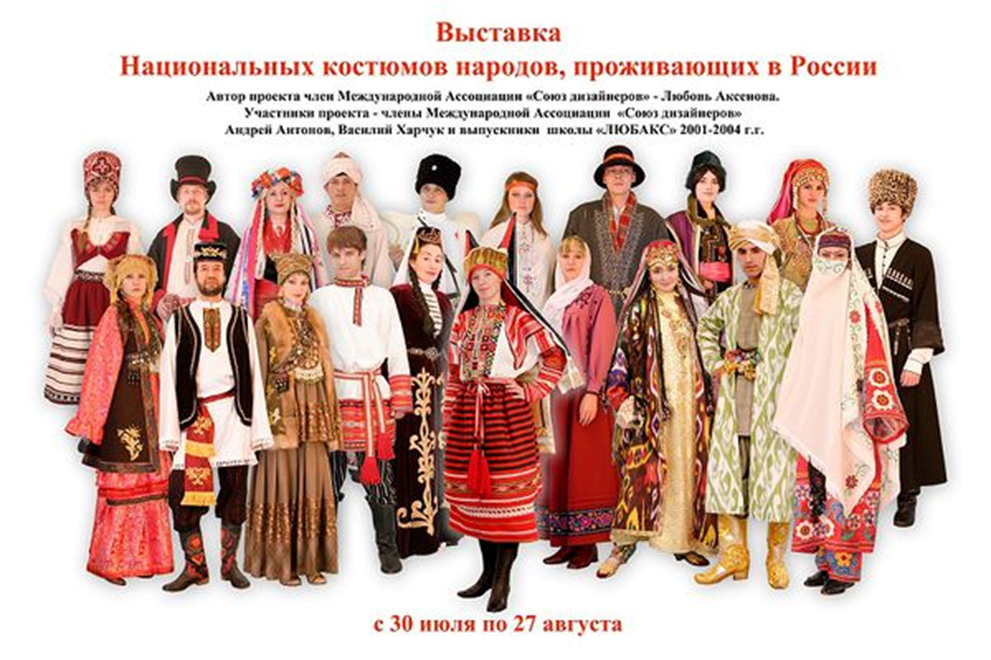 Выставка
Национальных костюмов народов, проживающих в России
Автор проекта член Международной Ассоциации «Союз дизайнеров» - Любовь Аксенова.
Участники проекта - члены Международной Ассоциации «Союз дизайнеров»
Андрей Антонов, Василий Харчук и выпускники школы «ЛЮБАКС» 2001-2004 г.г.
с 30 июля по 27 августа